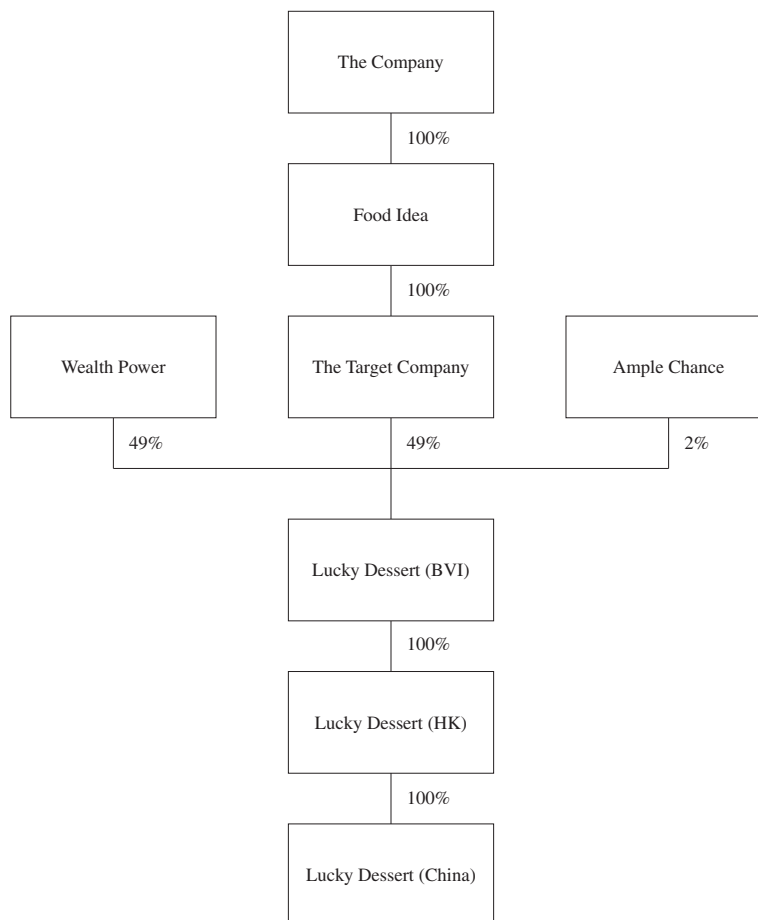 The Company
100%
Food Idea
100%
Wealth Power
The Target Company
Ample Chance
49%
49%
2%
Lucky Dessert (BVI)
100%
Lucky Dessert (HK)
100%
Lucky Dessert (China)